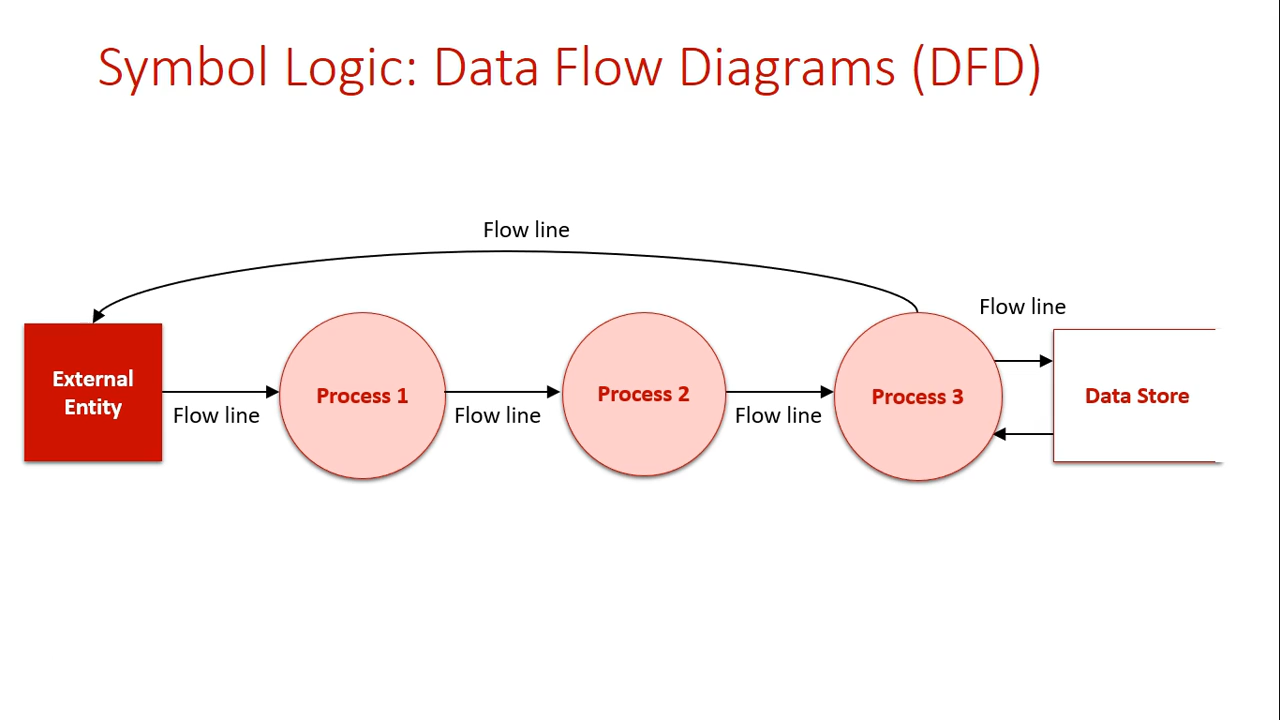 Symbol Logic: Data Flow Diagrams (DFD)
Flow line
Flow line
External
Entity
Flow line
Process 1
Flow line
Process 2
Flow line
Process 3
Data Store